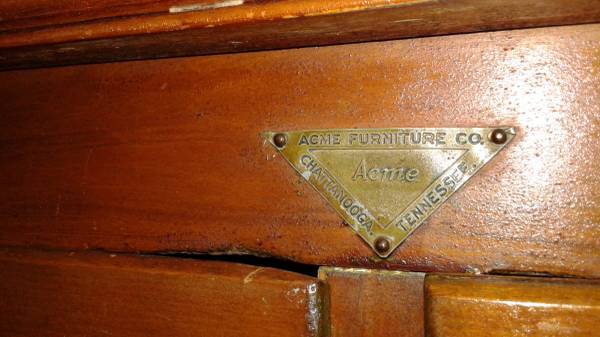 ACME FURNITURE CO.
Acme
CHATTANOOGA,
TENNESSEE.